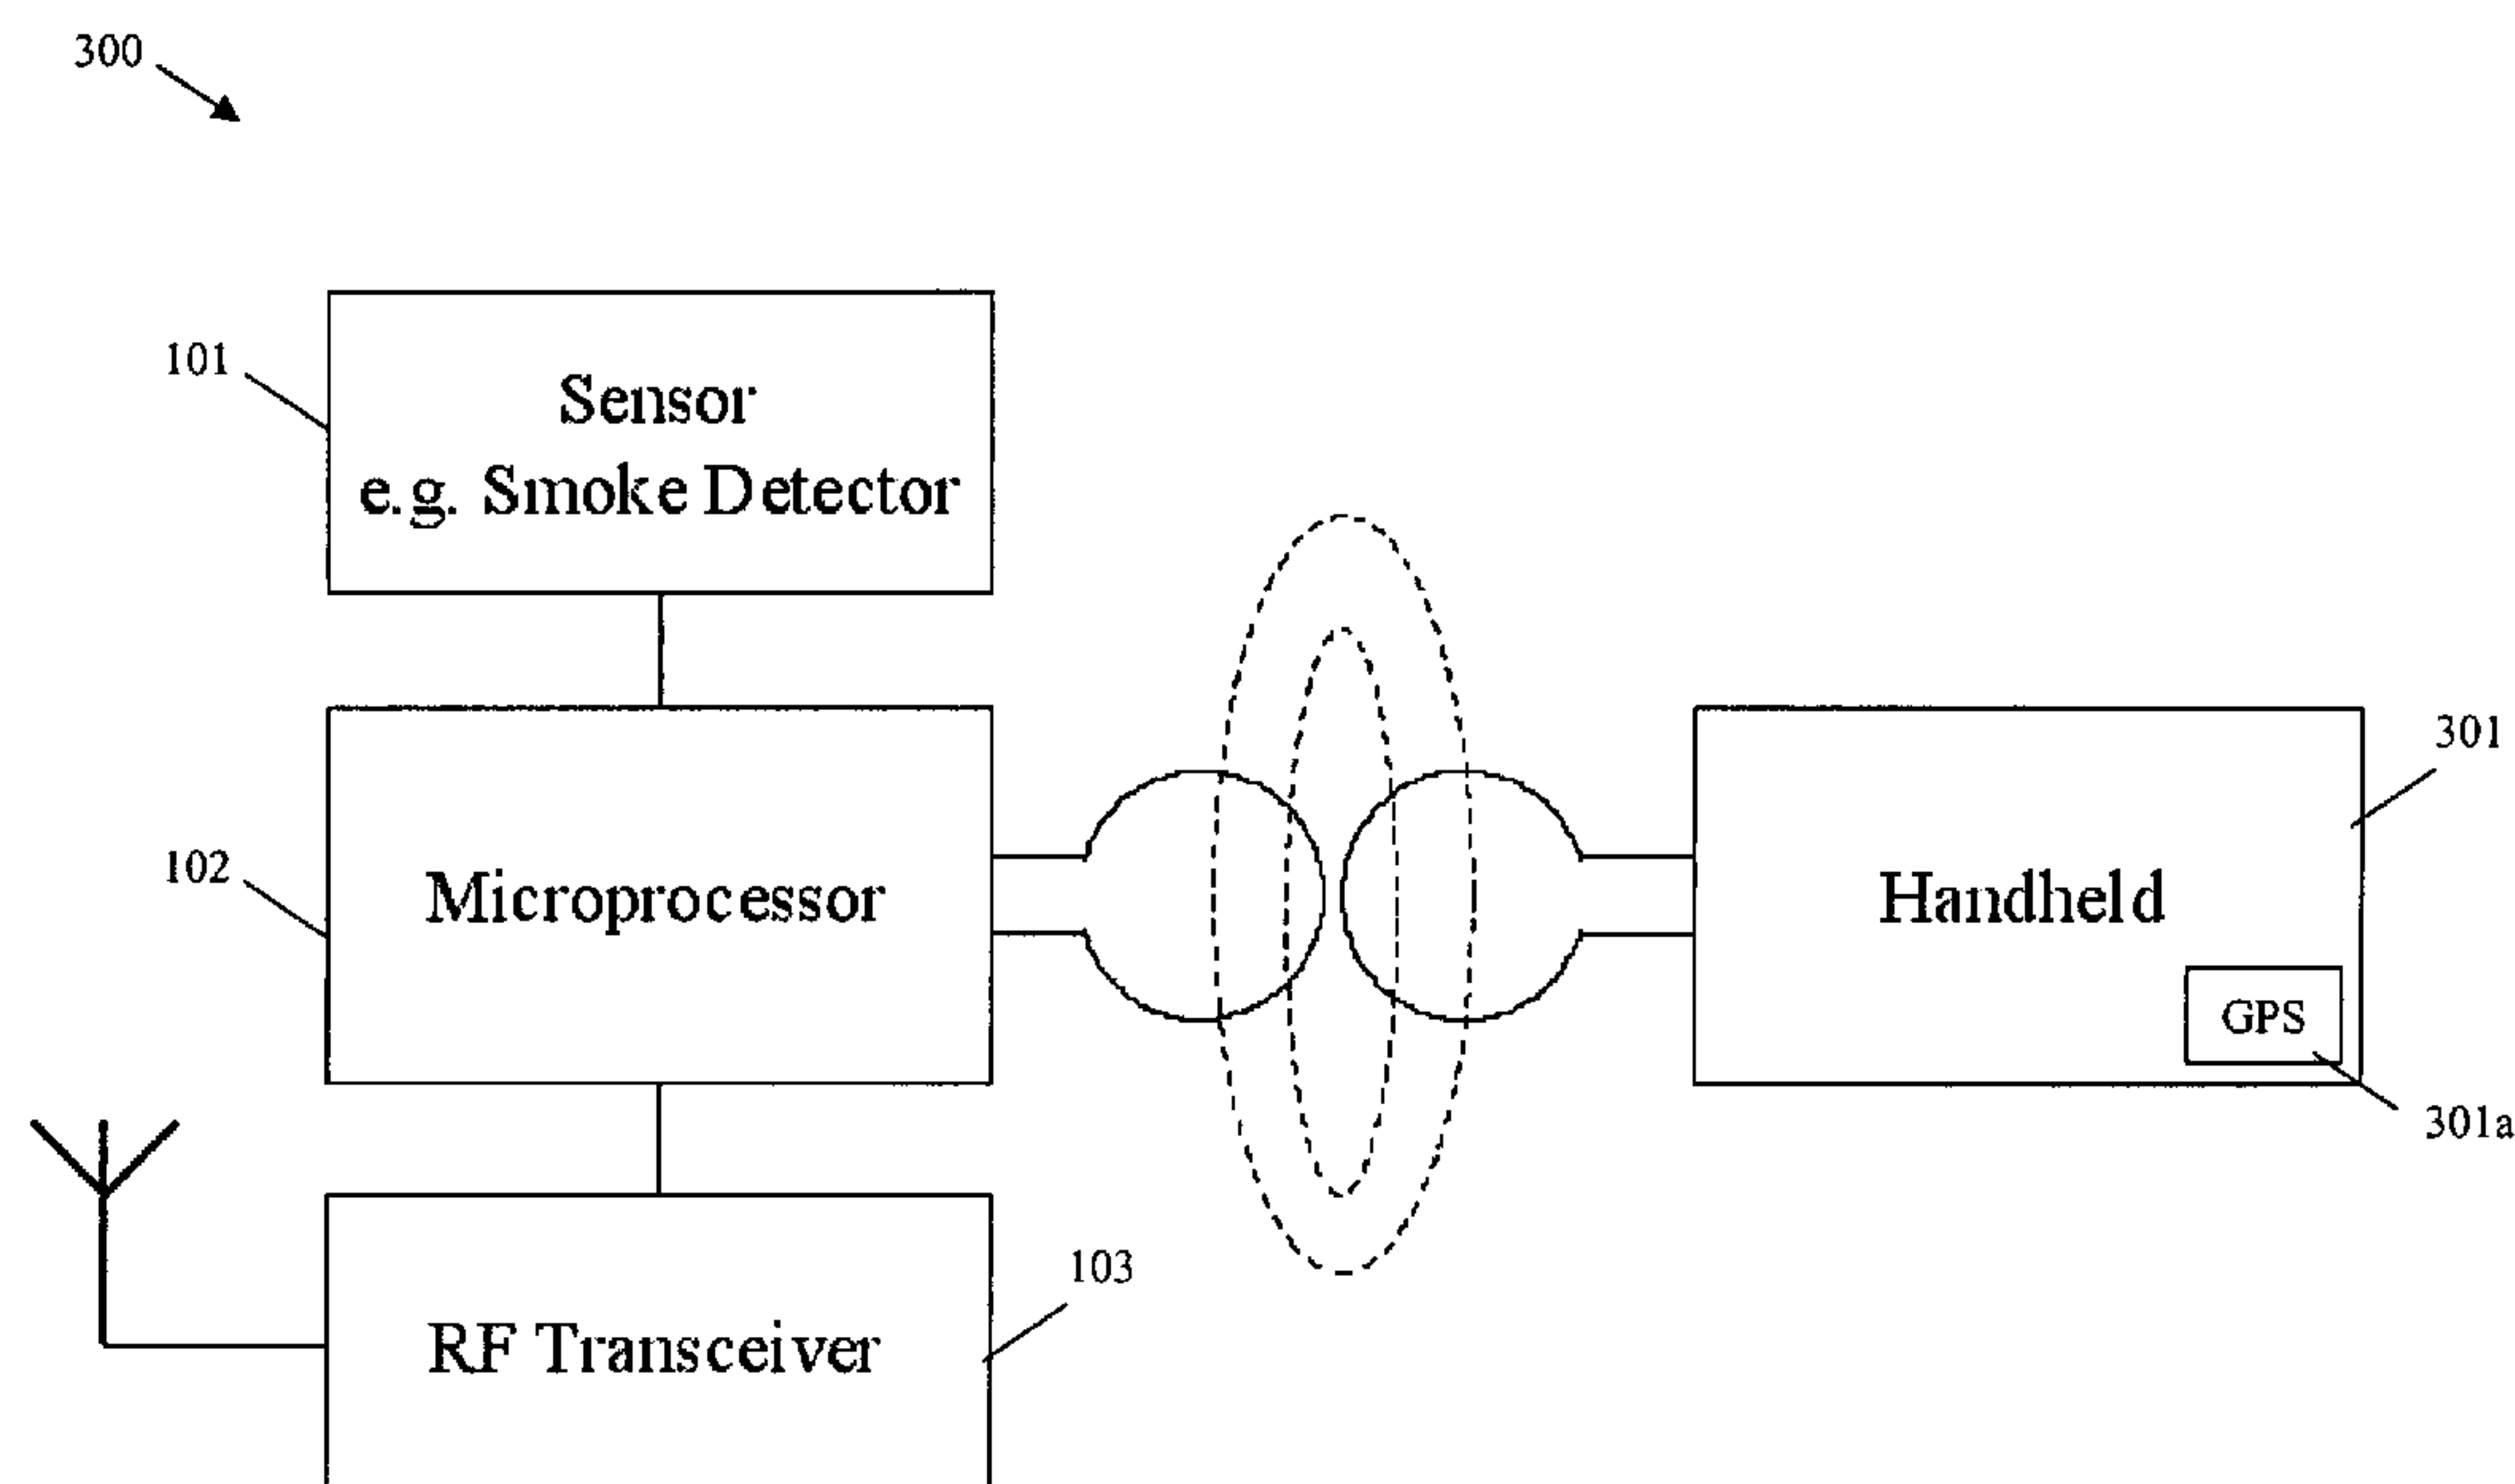 300
101
Sensor
e.g. Smoke Detector
301
102
Microprocessor
Handheld
GPS
301a
103
RF Transceiver